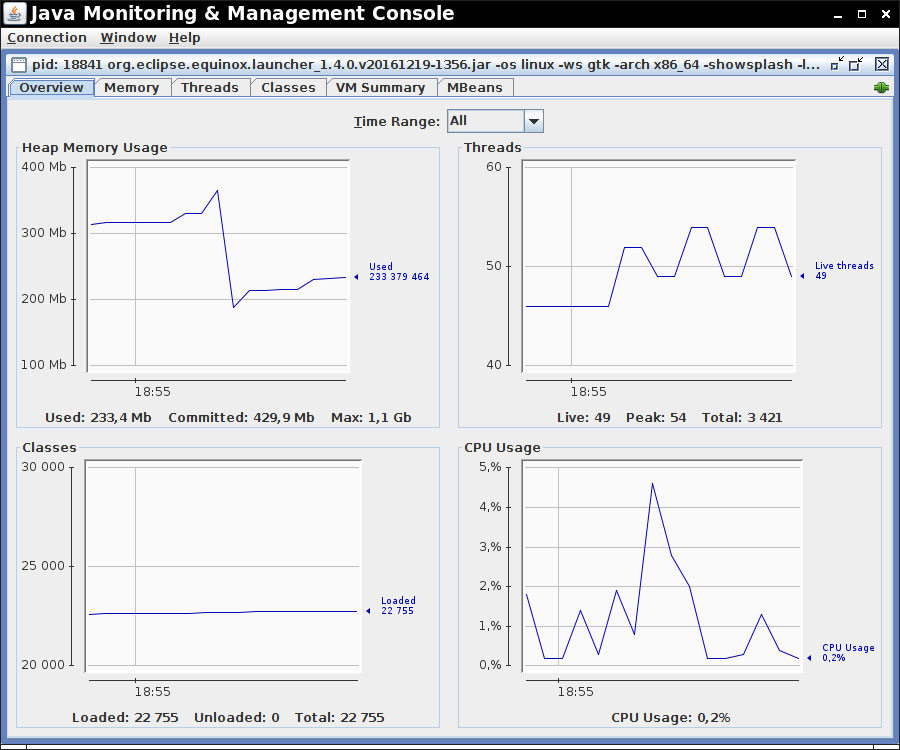 Java Monitoring & Management Console
Connection Window Help
pid: 18841 org.eclipse.equinox.launcher_1.4.0.v20161219-1356.jar -os linux -ws gtk -arch x86_64 -showsplash -l...
Overview Memory Threads Classes VM Summary MBeans
Time Range: All
Heap Memory Usage
400 Mb
300 Mb
200 Mb
100 Mb
Used
233 379 464
18:55
Used: 233,4 Mb Committed: 429,9 Mb Max: 1,1 Gb
Threads
60
50
40
Live threads
49
18:55
Live: 49 Peak: 54 Total: 3 421
Classes
30 000
25 000
20 000
Loaded
22 755
18:55
Loaded: 22 755 Unloaded: 0 Total: 22 755
CPU Usage
5,%
4,%
3,%
2,%
1,%
0,%
CPU Usage
0,2%
18:55
CPU Usage: 0,2%